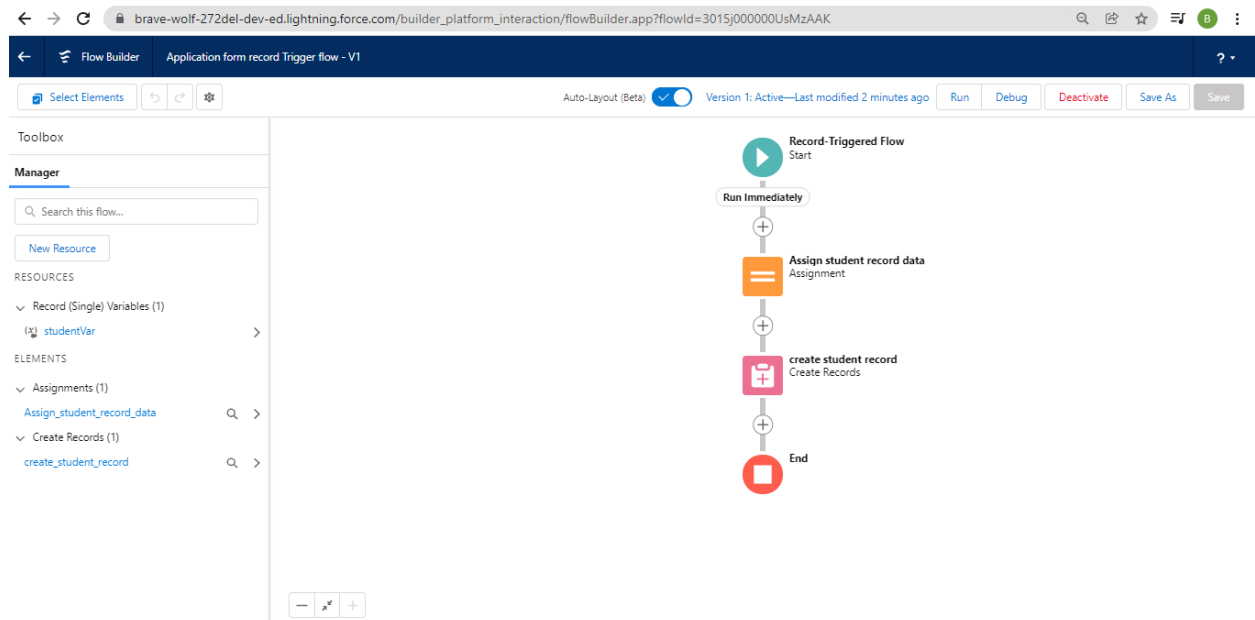 brave-wolf-272del-dev-ed.lightning.force.com/builder_platform_interaction/flowBuilder.app?flowId=3015j000000UsMzAAK
B
Flow Builder
Application form record Trigger flow - V1
?
Select Elements
Auto-Layout (Beta)
Version 1: Active—Last modified 2 minutes ago
Run
Debug
Deactivate
Save As
Save
Toolbox
Manager
Search this flow...
New Resource
RESOURCES
Record (Single) Variables (1)
studentVar
ELEMENTS
Assignments (1)
Assign_student_record_data
Create Records (1)
create_student_record
Record-Triggered Flow
Start
Run Immediately
Assign student record data
Assignment
create student record
Create Records
End